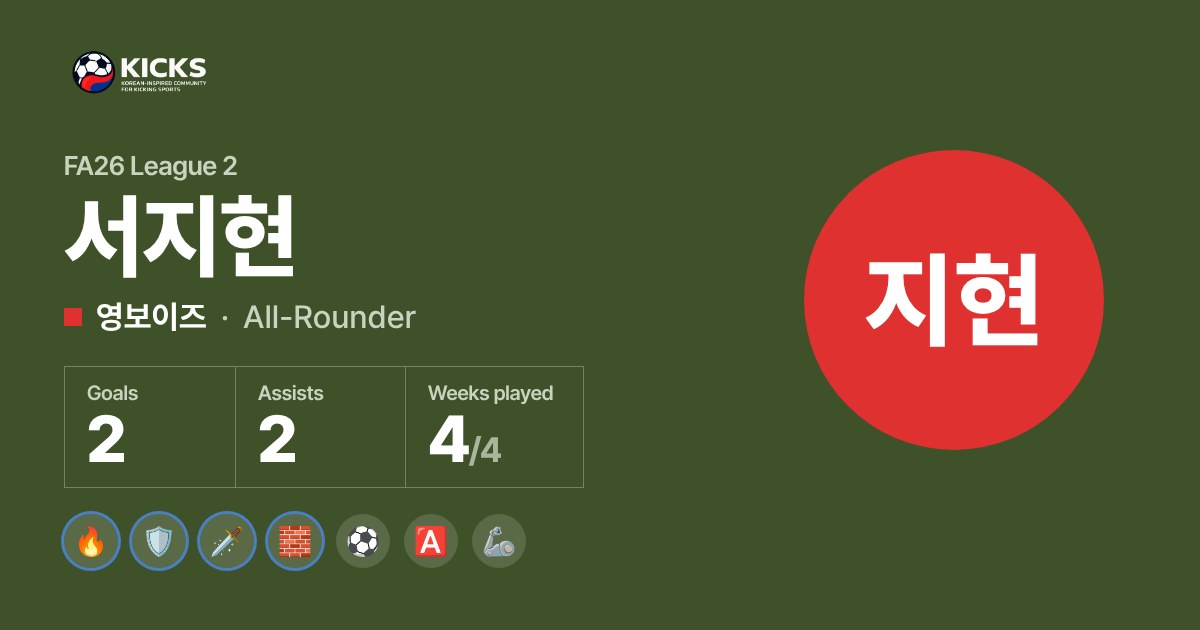 KICKS
KOREAN-INSPIRED COMMUNITY
FOR KICKING SPORTS
FA26 League 2
서지현
영보이즈 · All-Rounder
지현
Goals Assists Weeks played
2 2 4/4
A